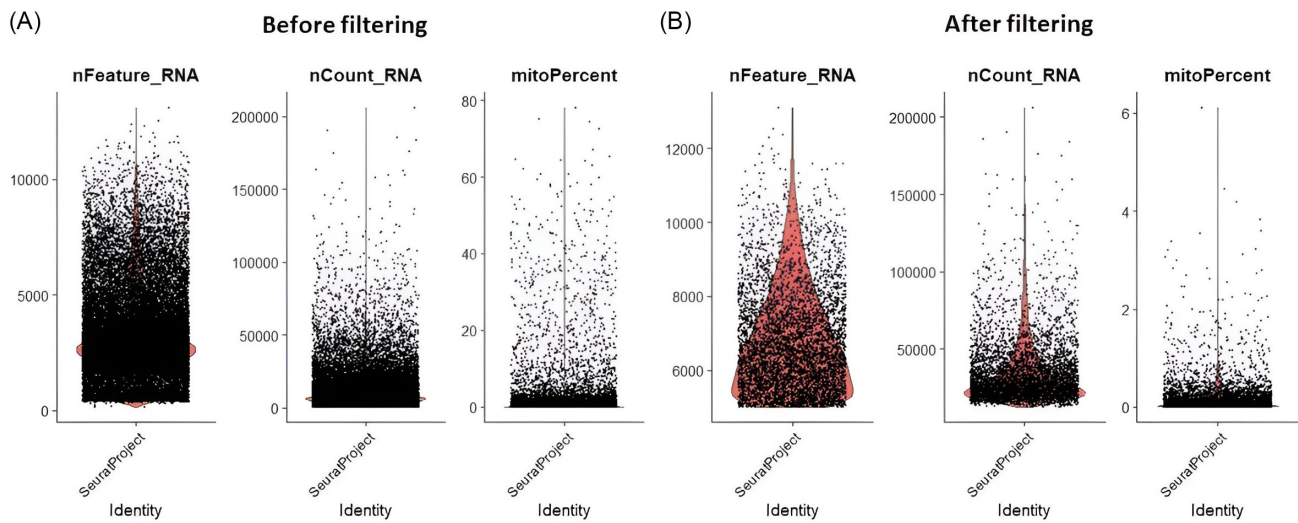 (A)
Before filtering
nFeature_RNA
10000
5000
0
SeuratProject
Identity
nCount_RNA
200000
150000
100000
50000
0
SeuratProject
Identity
mitoPercent
80
60
40
20
0
SeuratProject
Identity
(B)
After filtering
nFeature_RNA
12000
10000
8000
6000
SeuratProject
Identity
nCount_RNA
200000
150000
100000
50000
SeuratProject
Identity
mitoPercent
6
4
2
0
SeuratProject
Identity